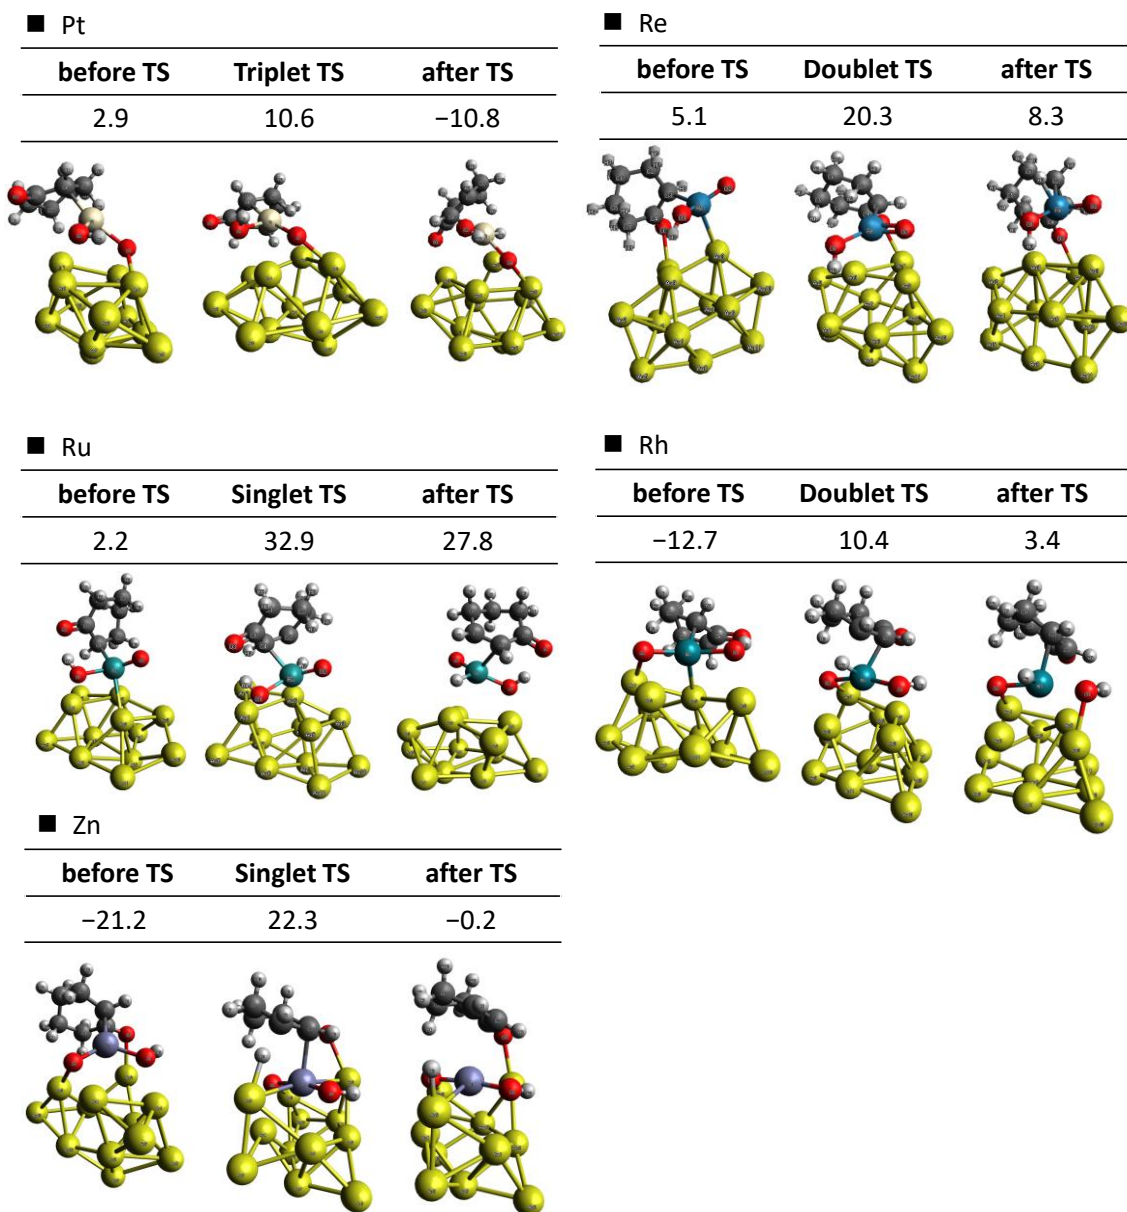 ■ Pt
before TS Triplet TS after TS
2.9 10.6 −10.8
■ Re
before TS Doublet TS after TS
5.1 20.3 8.3
■ Ru
before TS Singlet TS after TS
2.2 32.9 27.8
■ Rh
before TS Doublet TS after TS
−12.7 10.4 3.4
■ Zn
before TS Singlet TS after TS
−21.2 22.3 −0.2